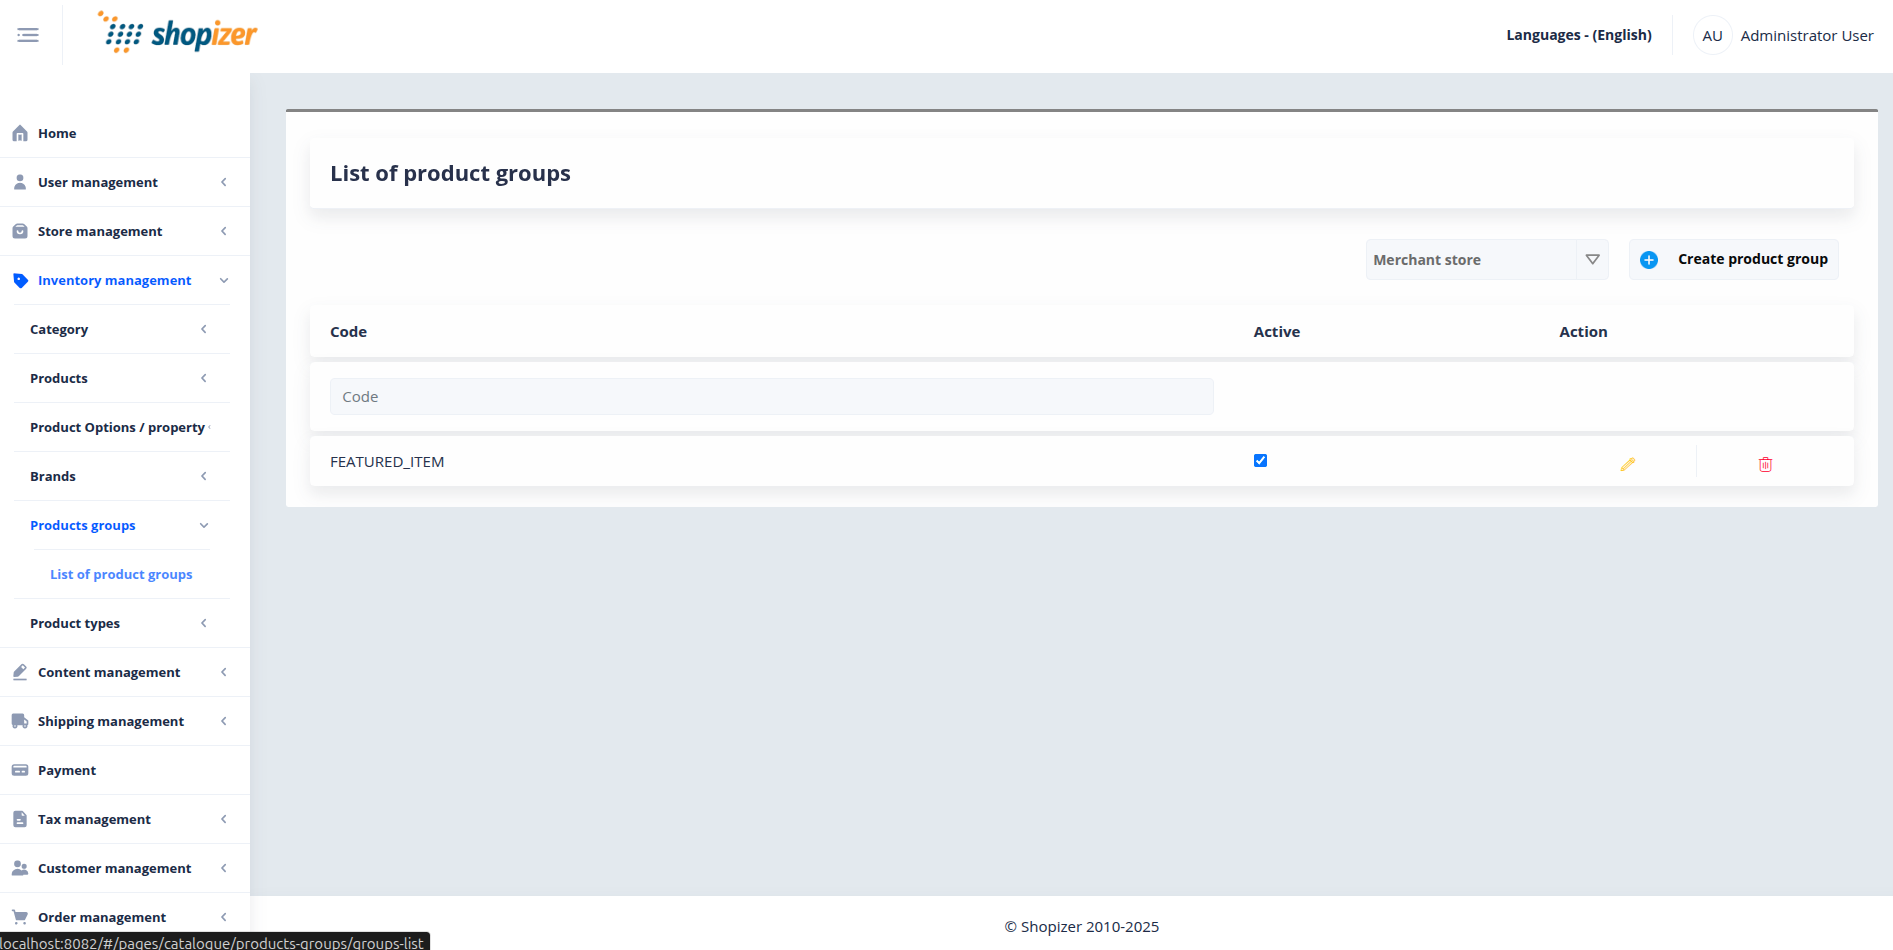 shopizer
Languages - (English)
AU
Administrator User
Home
User management
Store management
Inventory management
Category
Products
Product Options / property
Brands
Products groups
List of product groups
Product types
Content management
Shipping management
Payment
Tax management
Customer management
Order management
List of product groups
Merchant store
Create product group
Code Active Action
Code
FEATURED_ITEM
© Shopizer 2010-2025
localhost:8082/#/pages/catalogue/products-groups/groups-list